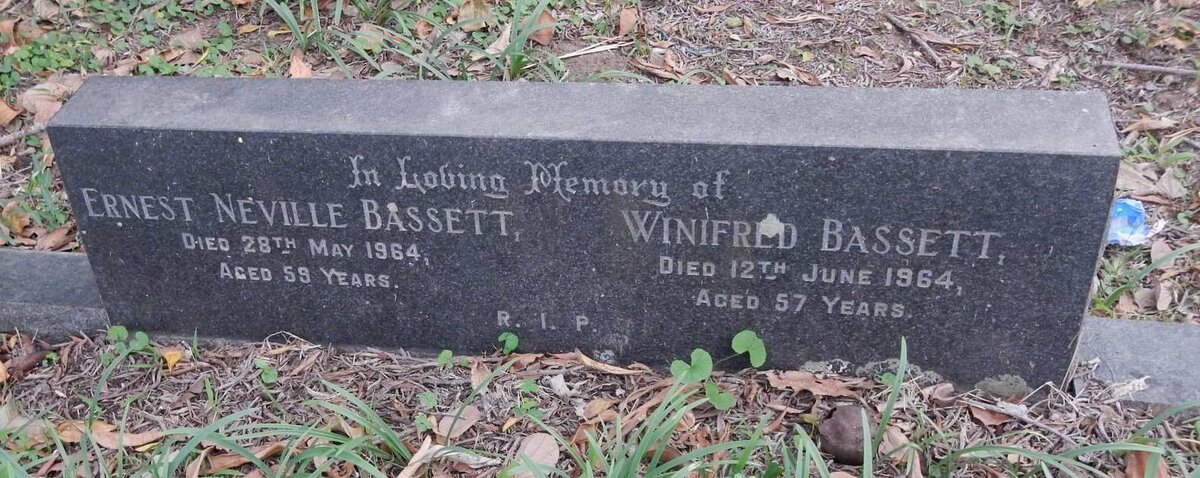 In Loving Memory of
ERNEST NEVILLE BASSETT,
DIED 28TH MAY 1964,
AGED 59 YEARS.
WINIFRED BASSETT,
DIED 12TH JUNE 1964,
AGED 57 YEARS.
R. I. P.